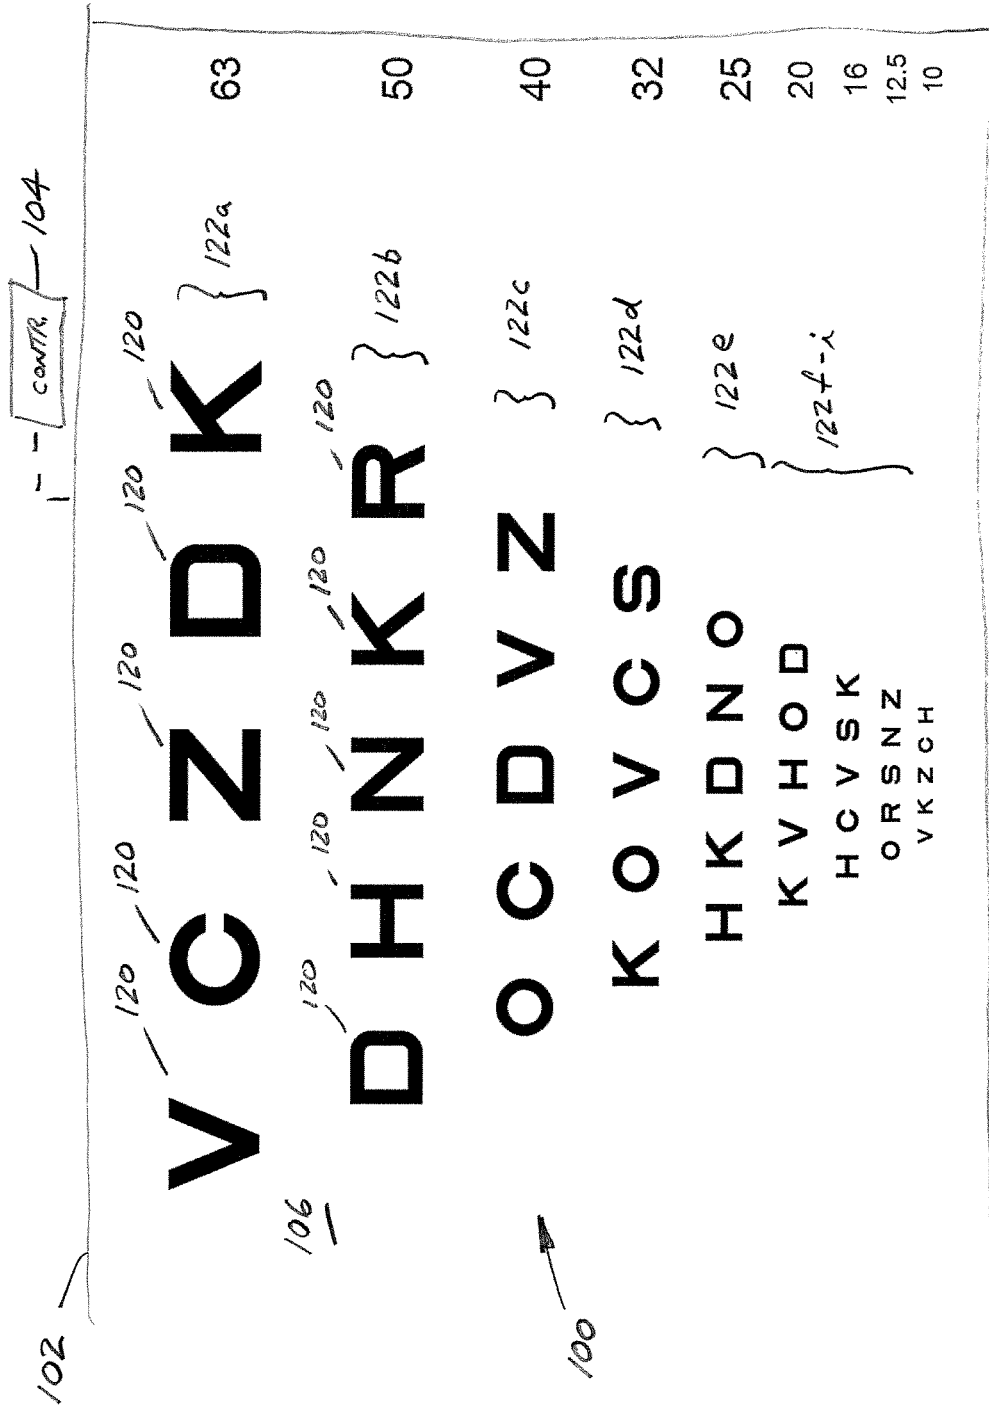 102
CONTR. 104
120 120 120 120 120
V C Z D K 122a 63
106
120 120 120 120 120
D H N K R 122b 50
O C D V Z 122c 40
100
K O V C S 122d 32
H K D N O 122e 25
K V H O D 122f-i 20
H C V S K 16
O R S N Z 12.5
V K Z C H 10